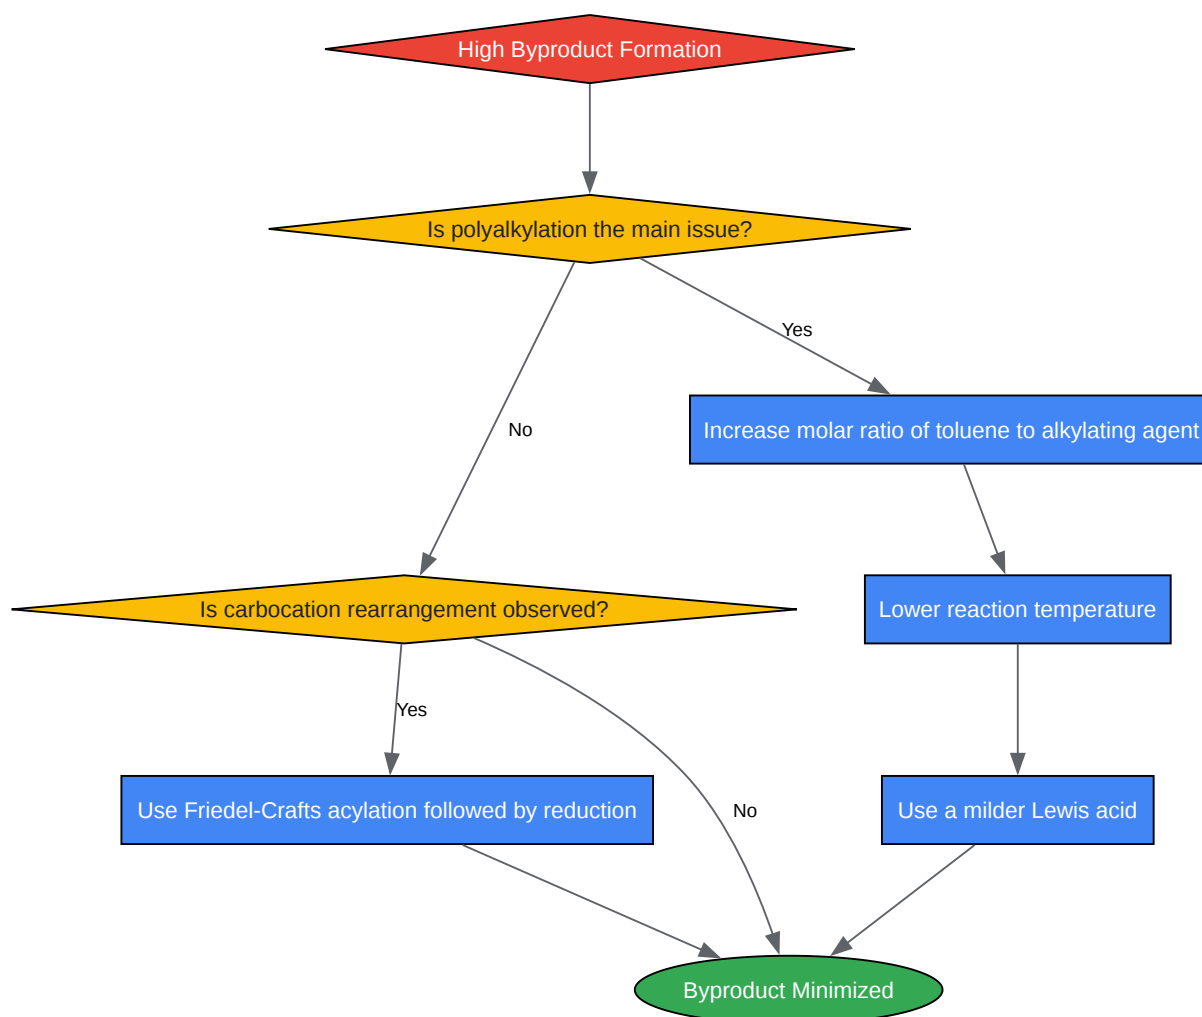 High Byproduct Formation
Is polyalkylation the main issue?
Yes
No
Increase molar ratio of toluene to alkylating agent
Is carbocation rearrangement observed?
Lower reaction temperature
Yes
No
Use Friedel-Crafts acylation followed by reduction
Use a milder Lewis acid
Byproduct Minimized